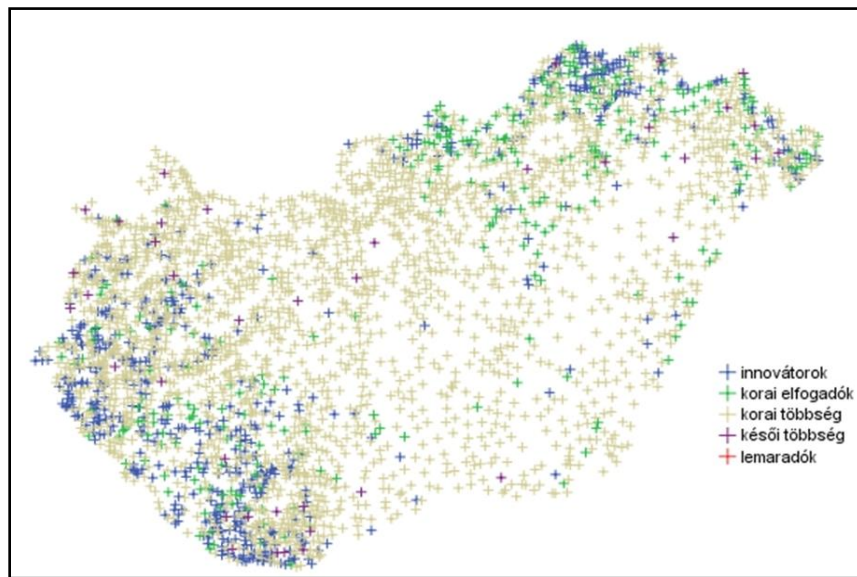 innovátorok
korai elfogadók
korai többség
késői többség
lemaradók